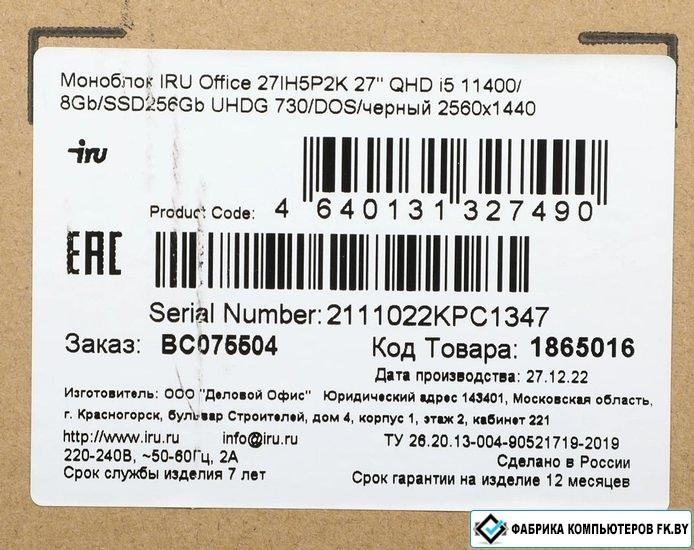 Моноблок IRU Office 27IH5P2K 27" QHD i5 11400/
8Gb/SSD256Gb UHDG 730/DOS/черный 2560x1440
iru
Product Code: 4 640131 327490
EAC
Serial Number: 2111022KPC1347
Заказ: BC075504 Код Товара: 1865016
Дата производства: 27.12.22
Изготовитель: ООО "Деловой Офис" Юридический адрес 143401, Московская область,
г. Красногорск, бульвар Строителей, дом 4, корпус 1, этаж 2, кабинет 221
http://www.iru.ru info@iru.ru ТУ 26.20.13-004-90521719-2019
220-240В, ~50-60Гц, 2А Сделано в России
Срок службы изделия 7 лет Срок гарантии на изделие 12 месяцев
ФАБРИКА КОМПЬЮТЕРОВ FK.BY